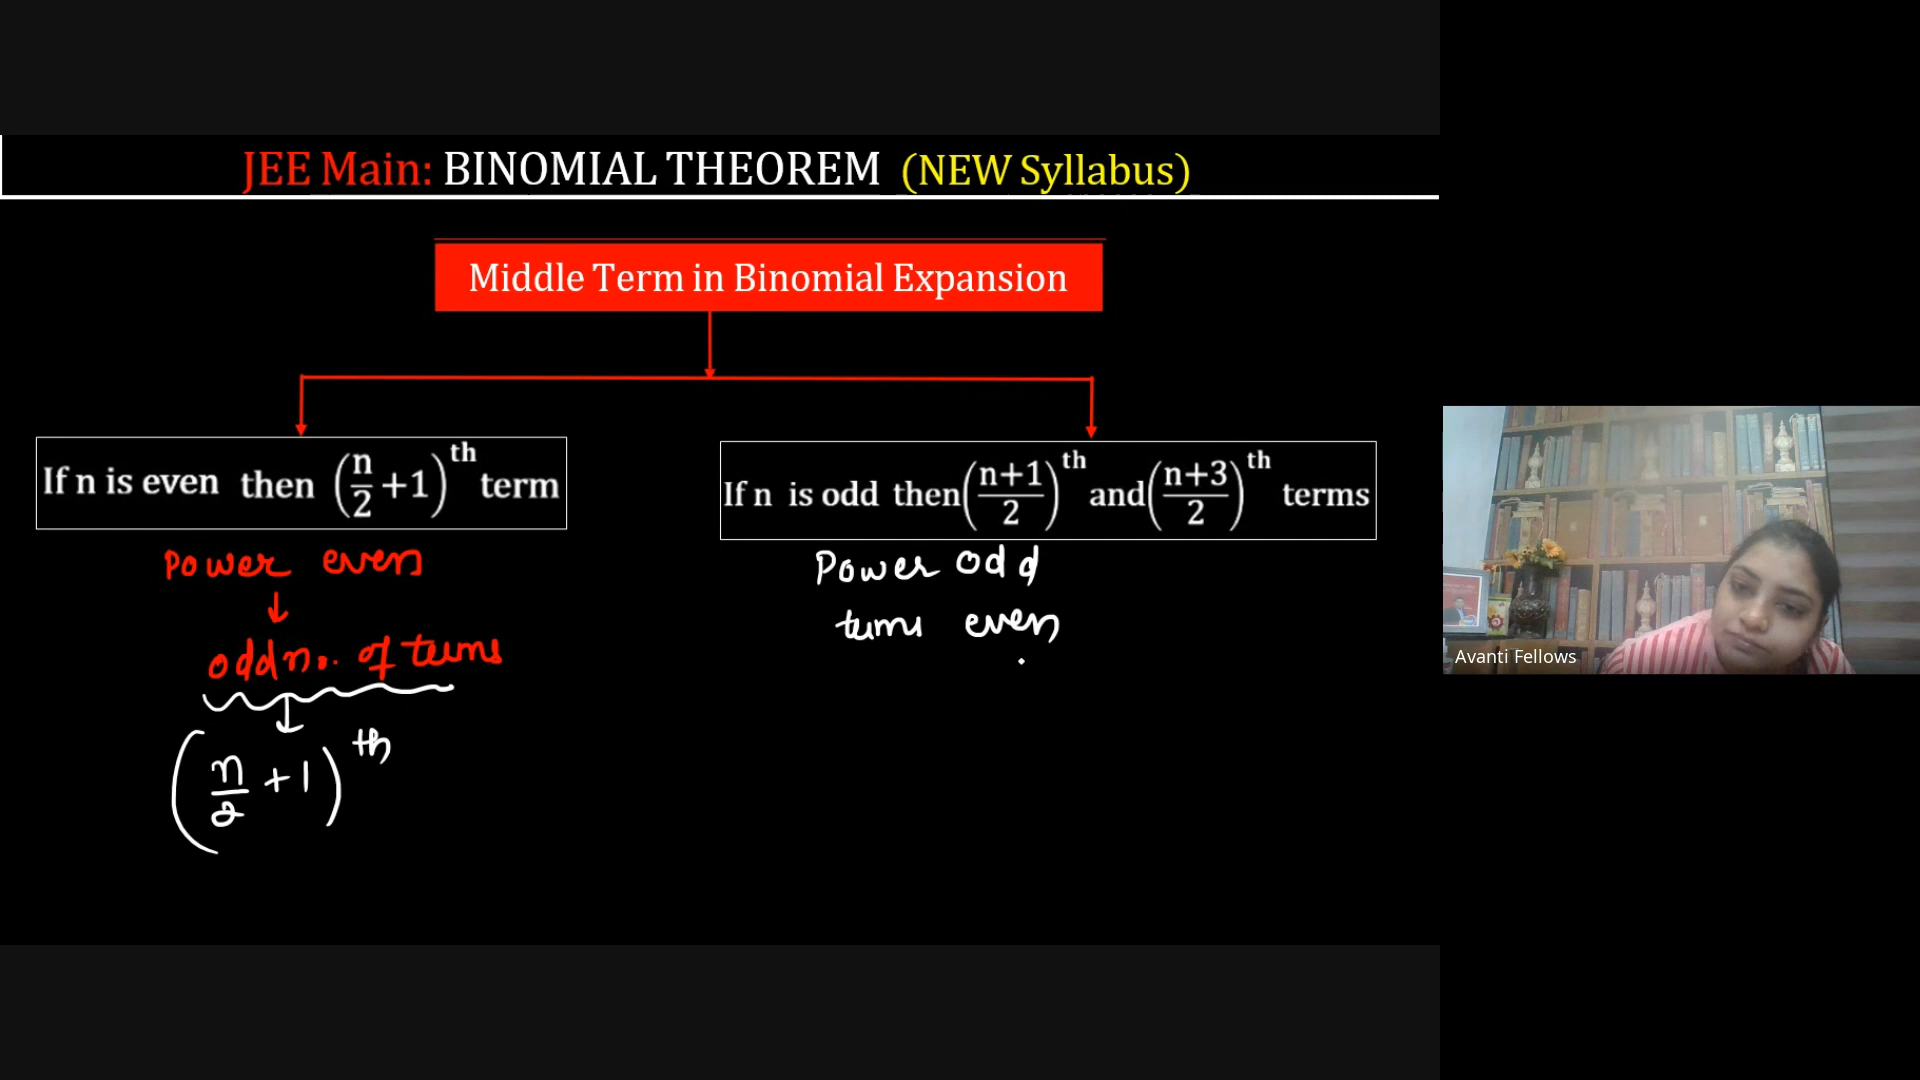 JEE Main: BINOMIAL THEOREM (NEW Syllabus)
Middle Term in Binomial Expansion
If n is even then (n/2 +1)^th term
If n is odd then (n+1/2)^th and (n+3/2)^th terms
Power even
↓
odd no. of terms
↓
(n/2 +1)^th
Power odd
terms even
Avanti Fellows